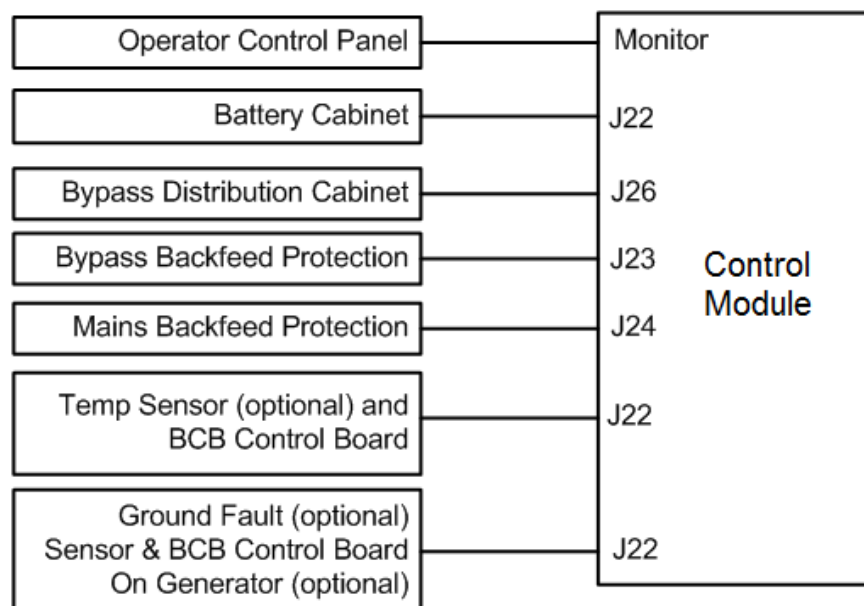 Operator Control Panel
Monitor
Battery Cabinet
J22
Bypass Distribution Cabinet
J26
Bypass Backfeed Protection
J23
Control
Module
Mains Backfeed Protection
J24
Temp Sensor (optional) and
BCB Control Board
J22
Ground Fault (optional)
Sensor & BCB Control Board
On Generator (optional)
J22